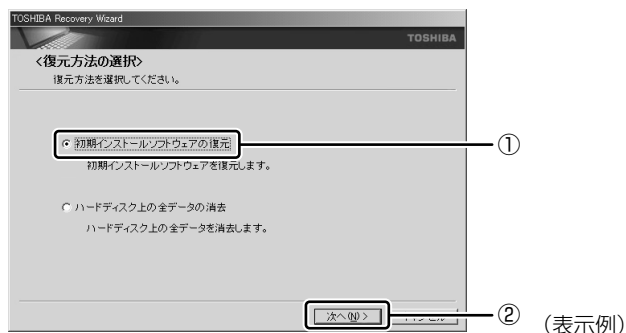 TOSHIBA Recovery Wizard
TOSHIBA
<復元方法の選択>
復元方法を選択してください。
初期インストールソフトウェアの復元
①
初期インストールソフトウェアを復元します。
ハードディスク上の全データの消去
ハードディスク上の全データを消去します。
次へ(N) >
②
(表示例)